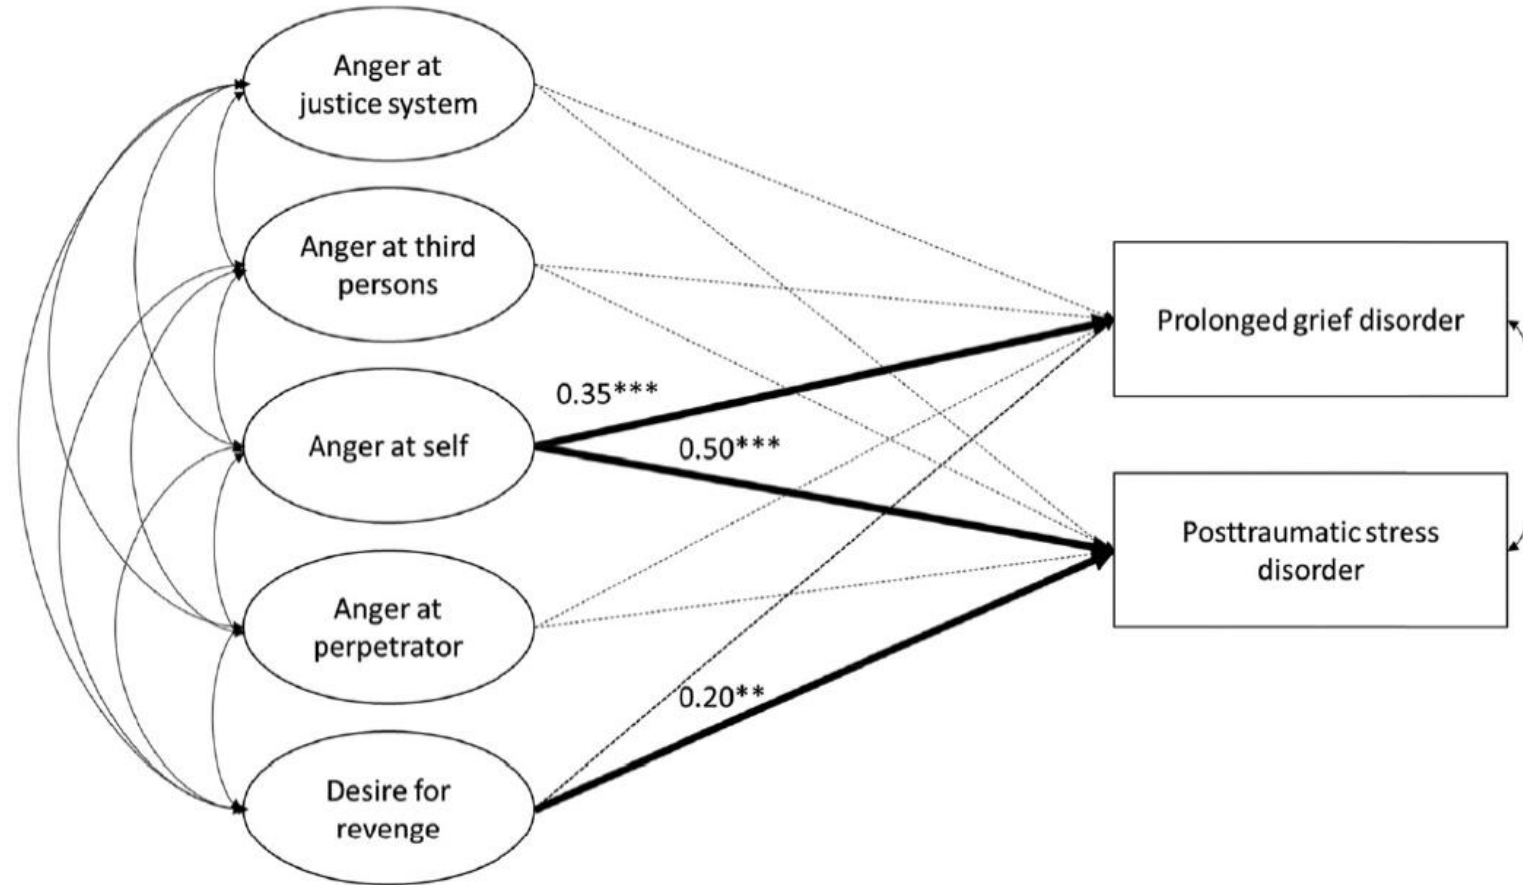 Anger at
justice system
Anger at third
persons
Prolonged grief disorder
0.35***
Anger at self
0.50***
Posttraumatic stress
disorder
Anger at
perpetrator
0.20**
Desire for
revenge